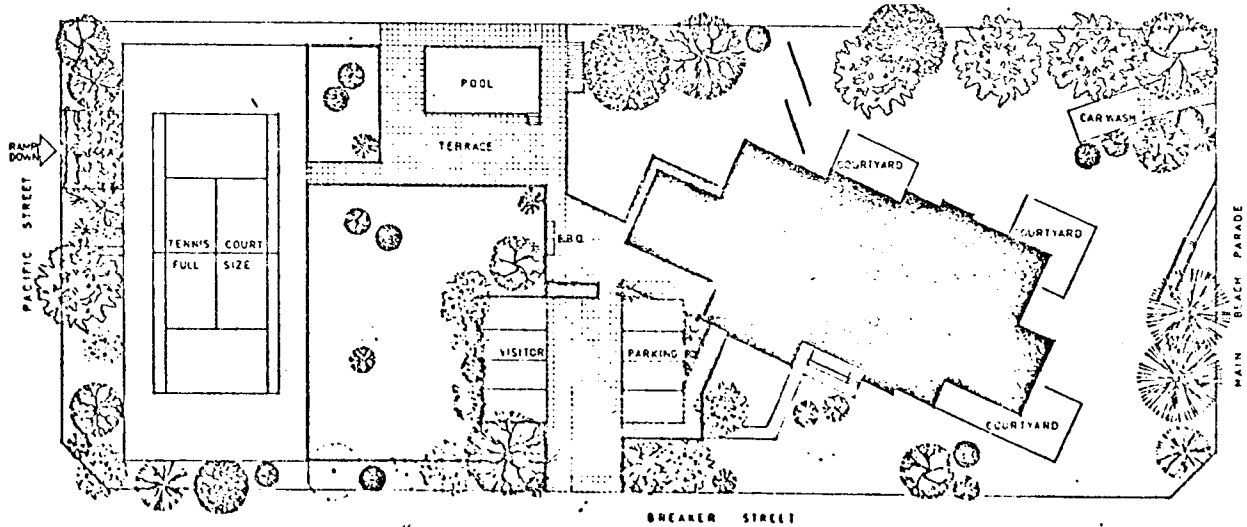 POOL
TERRACE
CAR WASH
COURTYARD
COURTYARD
COURTYARD
RAMP
DOWN
PACIFIC STREET
TENNIS COURT
FULL SIZE
B.B.Q.
VISITOR
PARKING
MAIN BEACH PARADE
BREAKER STREET